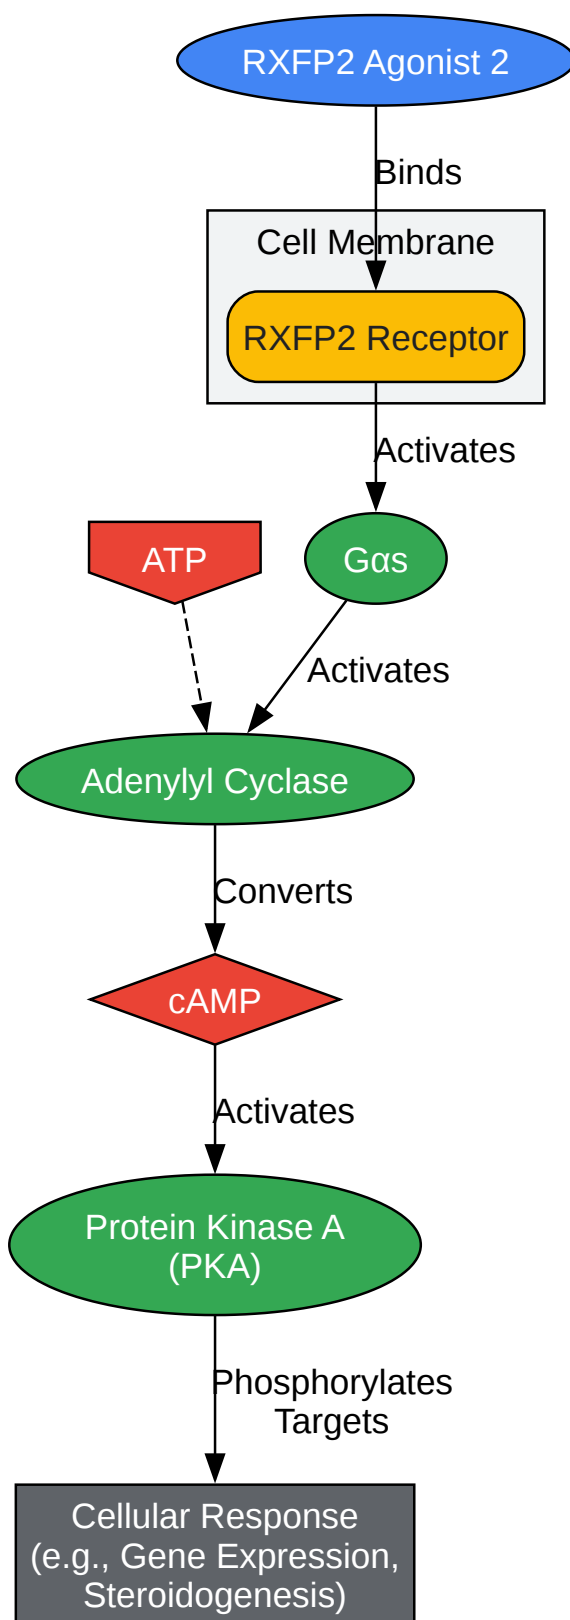 RXFP2 Agonist 2
Binds
Cell Membrane
RXFP2 Receptor
Activates
ATP
Gαs
Activates
Adenylyl Cyclase
Converts
cAMP
Activates
Protein Kinase A
(PKA)
Phosphorylates
Targets
Cellular Response
(e.g., Gene Expression,
Steroidogenesis)